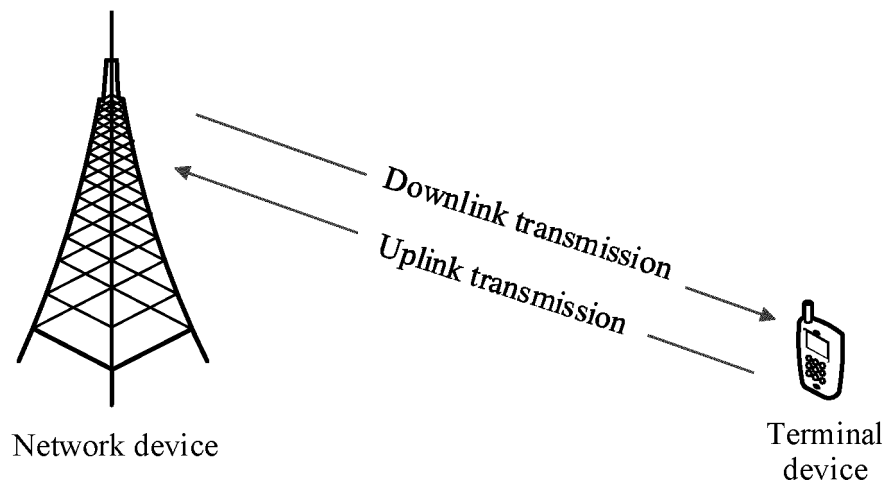 Downlink transmission
Uplink transmission
Network device
Terminal
device